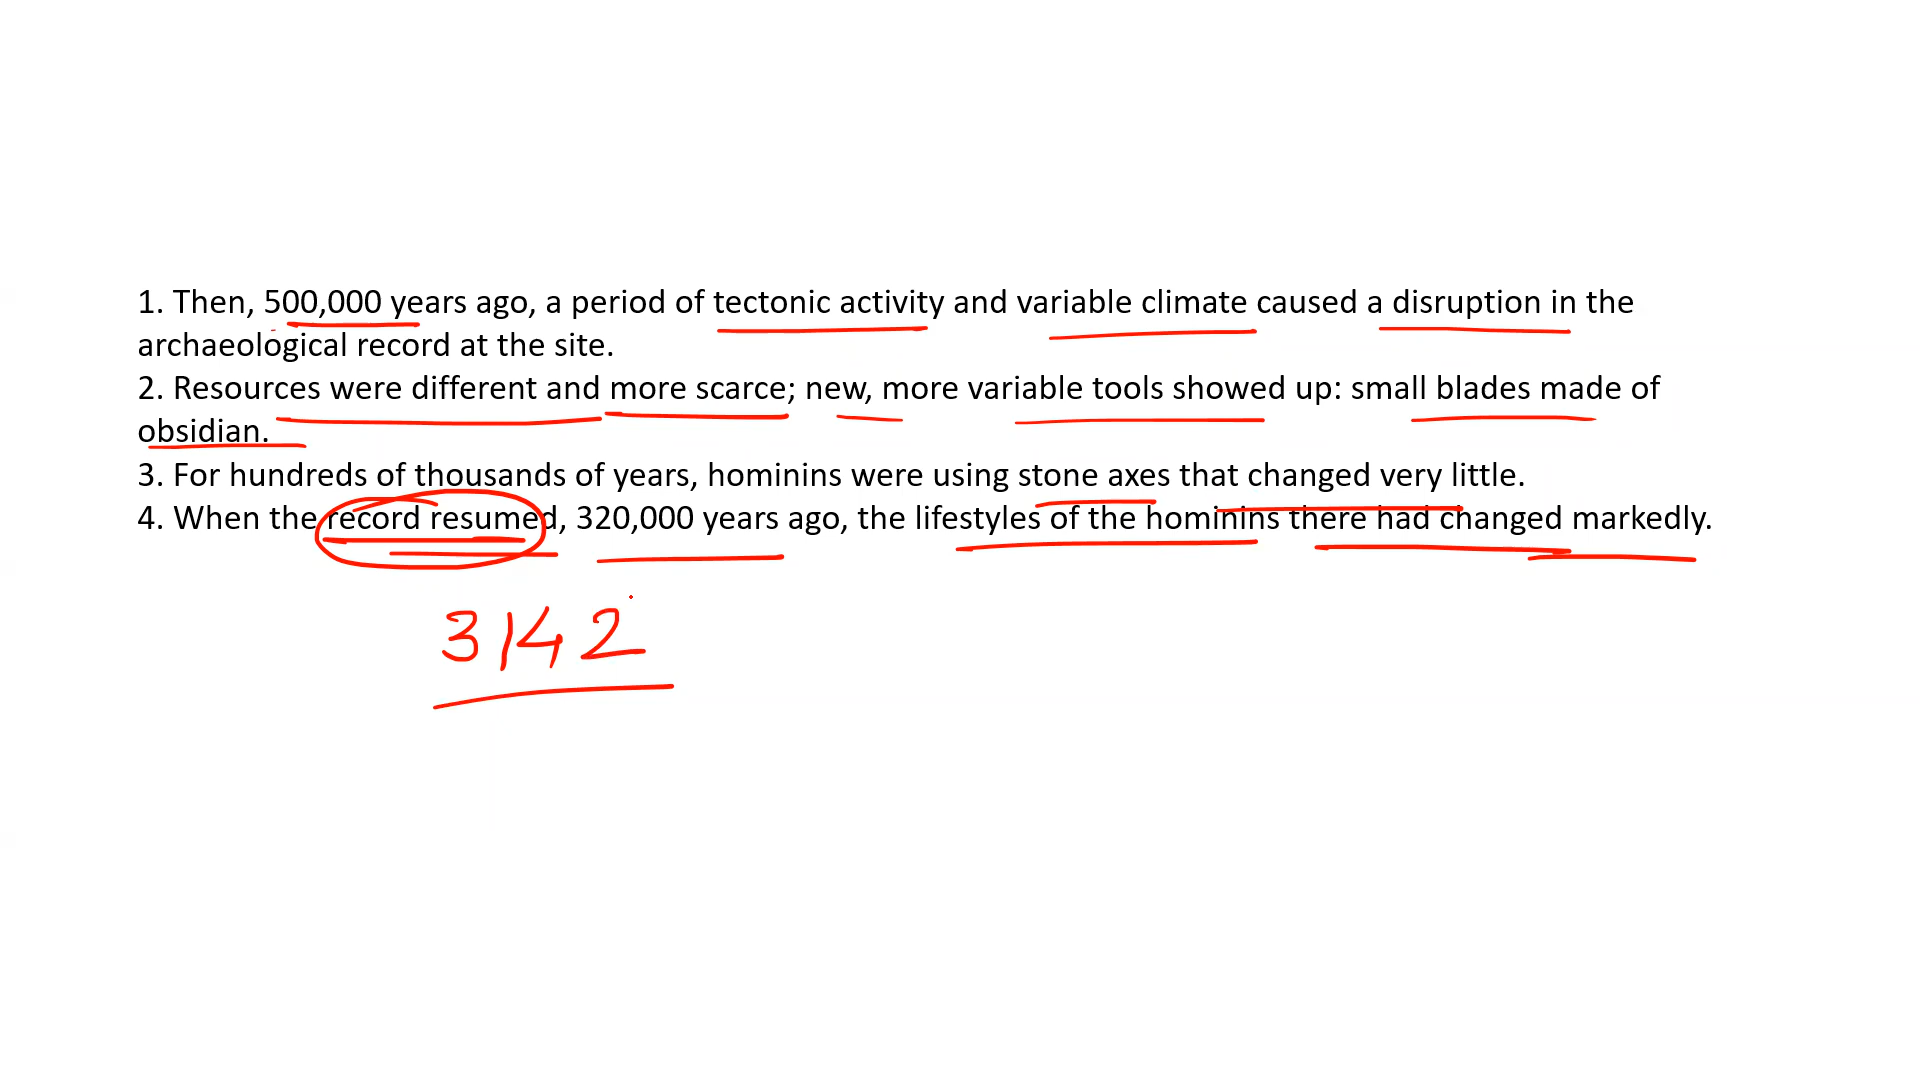 1. Then, 500,000 years ago, a period of tectonic activity and variable climate caused a disruption in the
archaeological record at the site.
2. Resources were different and more scarce; new, more variable tools showed up: small blades made of
obsidian.
3. For hundreds of thousands of years, hominins were using stone axes that changed very little.
4. When the record resumed, 320,000 years ago, the lifestyles of the hominins there had changed markedly.
3142